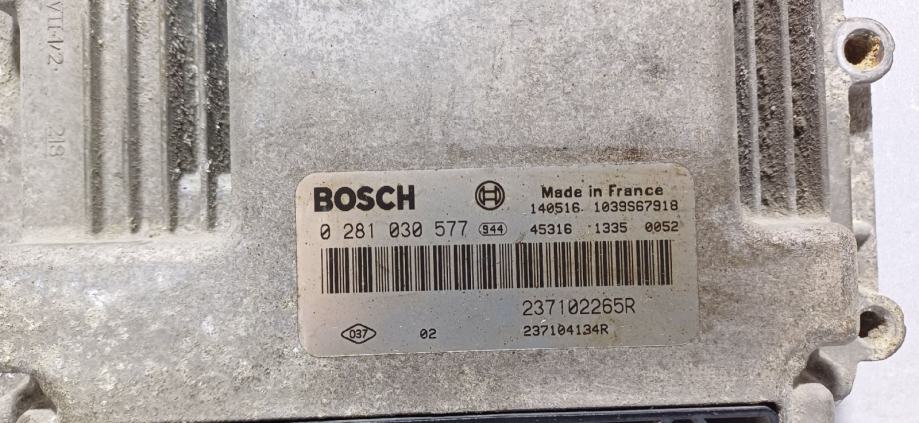 BOSCH
Made in France
140516 1039S67918
0 281 030 577 944 45316 1335 0052
237102265R
037 02 237104134R